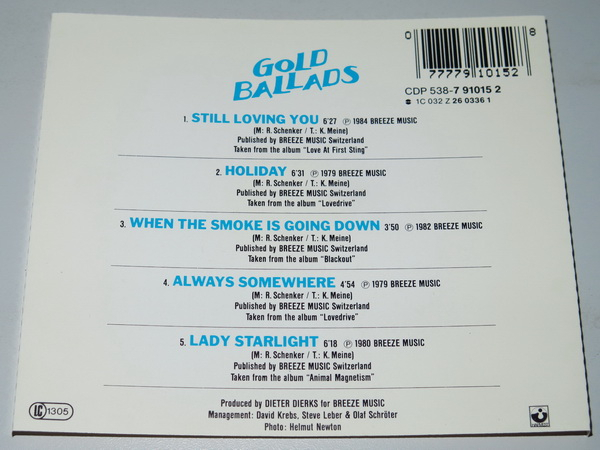 GOLD
BALLADS
0
8
77779 10152
CDP 538-7 91015 2
1C 032 Z 26 0336 1
1. STILL LOVING YOU 6'27 Ⓟ 1984 BREEZE MUSIC
(M: R. Schenker / T.: K. Meine)
Published by BREEZE MUSIC Switzerland
Taken from the album "Love At First Sting"
2. HOLIDAY 6'31 Ⓟ 1979 BREEZE MUSIC
(M: R. Schenker / T.: K. Meine)
Published by BREEZE MUSIC Switzerland
Taken from the album "Lovedrive"
3. WHEN THE SMOKE IS GOING DOWN 3'50 Ⓟ 1982 BREEZE MUSIC
(M: R. Schenker / T.: K. Meine)
Published by BREEZE MUSIC Switzerland
Taken from the album "Blackout"
4. ALWAYS SOMEWHERE 4'54 Ⓟ 1979 BREEZE MUSIC
(M: R. Schenker / T.: K. Meine)
Published by BREEZE MUSIC Switzerland
Taken from the album "Lovedrive"
5. LADY STARLIGHT 6'18 Ⓟ 1980 BREEZE MUSIC
(M: R. Schenker / T.: K. Meine)
Published by BREEZE MUSIC Switzerland
Taken from the album "Animal Magnetism"
LC 1305
Produced by DIETER DIERKS for BREEZE MUSIC
Management: David Krebs, Steve Leber & Olaf Schröter
Photo: Helmut Newton